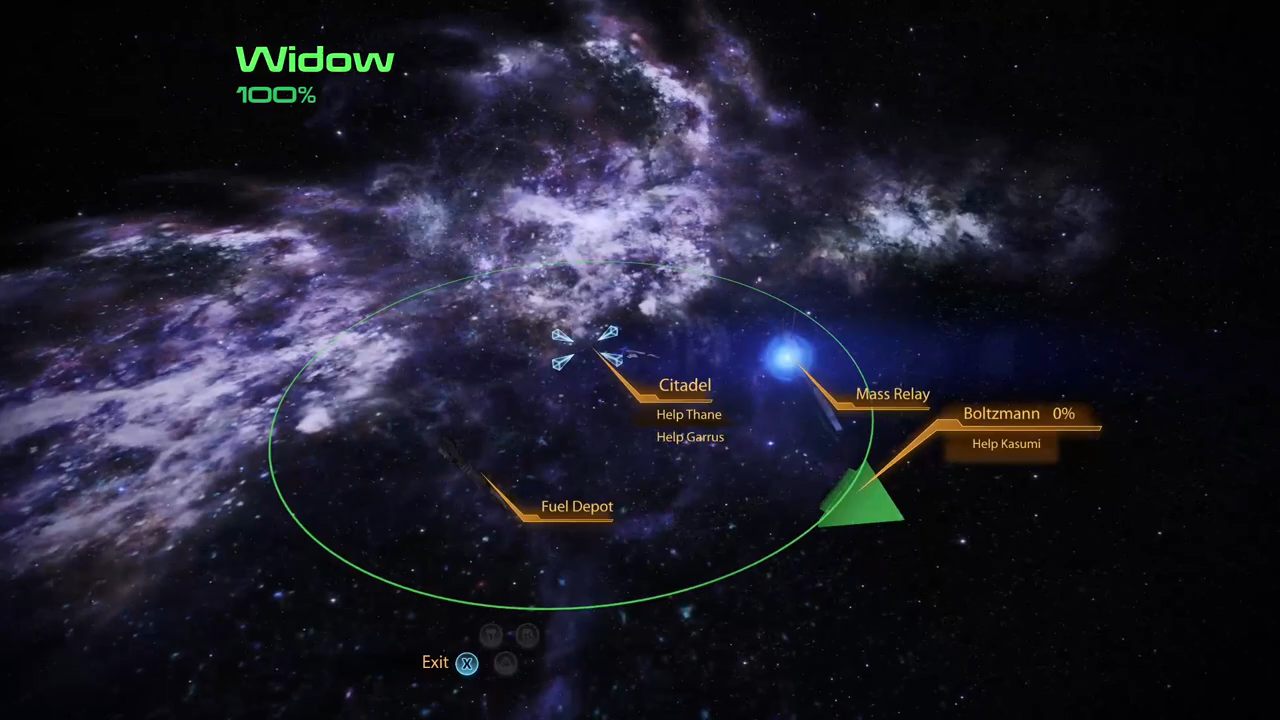 Widow
100%
Citadel
Help Thane
Help Garrus
Mass Relay
Boltzmann 0%
Help Kasumi
Fuel Depot
Exit X